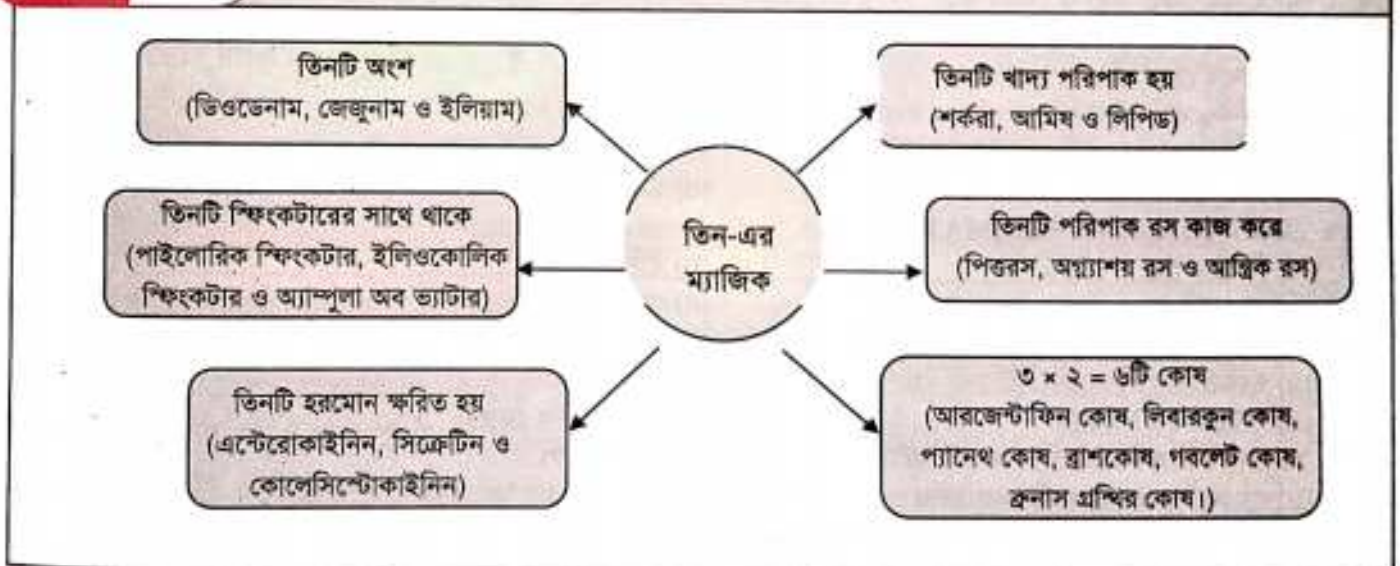 তিনটি অংশ
(ডিওডেনাম, জেজুনাম ও ইলিয়াম)
তিনটি খাদ্য পরিপাক হয়
(শর্করা, আমিষ ও লিপিড)
তিনটি স্ফিংকটারের সাথে থাকে
(পাইলোরিক স্ফিংকটার, ইলিওকোলিক
স্ফিংকটার ও অ্যাম্পুলা অব ভ্যাটার)
তিন-এর
ম্যাজিক
তিনটি পরিপাক রস কাজ করে
(পিত্তরস, অগ্ন্যাশয় রস ও আন্ত্রিক রস)
তিনটি হরমোন ক্ষরিত হয়
(এন্টেরোকাইনিন, সিক্রেটিন ও
কোলেসিস্টোকাইনিন)
৩ × ২ = ৬টি কোষ
(আরজেন্টাফিন কোষ, লিবারকুন কোষ,
প্যানেথ কোষ, ব্রাশকোষ, গবলেট কোষ,
ব্রুনাস গ্রন্থির কোষ।)